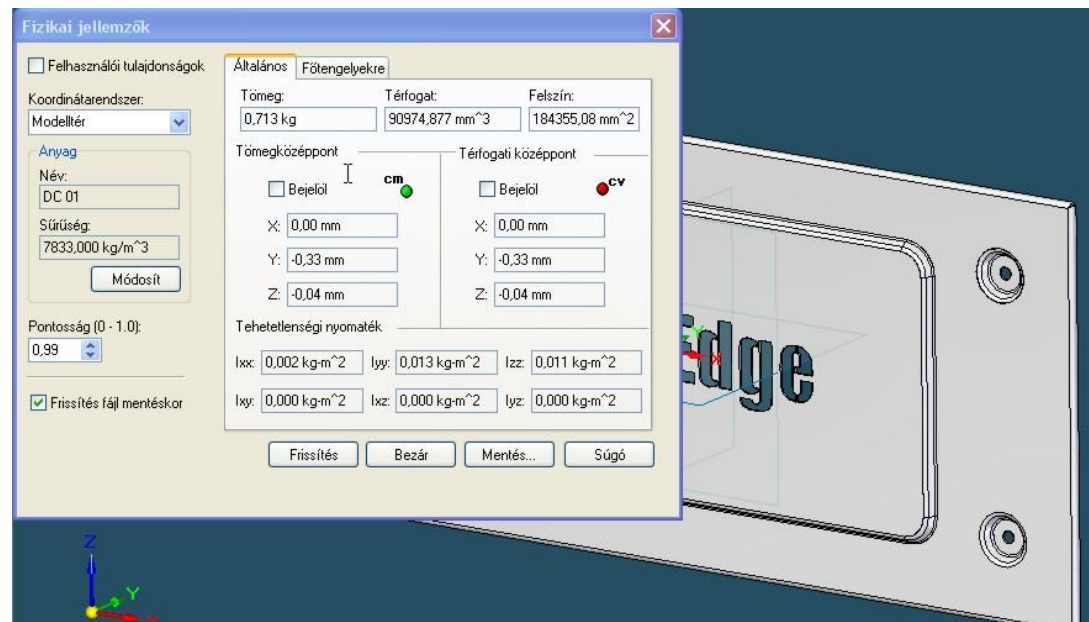 Fizikai jellemzők
Felhasználói tulajdonságok
Koordinátarendszer:
Modelltér
Anyag
Név:
DC 01
Sűrűség:
7833,000 kg/m^3
Módosít
Pontosság (0 - 1.0):
0,99
Frissítés fájl mentéskor
Általános Főtengelyekre
Tömeg: Térfogat: Felszín:
0,713 kg 90974,877 mm^3 184355,08 mm^2
Tömegközéppont Térfogati középpont
Bejelöl cm Bejelöl cv
X: 0,00 mm X: 0,00 mm
Y: -0,33 mm Y: -0,33 mm
Z: -0,04 mm Z: -0,04 mm
Tehetetlenségi nyomaték
Ixx: 0,002 kg-m^2 Iyy: 0,013 kg-m^2 Izz: 0,011 kg-m^2
Ixy: 0,000 kg-m^2 Ixz: 0,000 kg-m^2 Iyz: 0,000 kg-m^2
Frissítés Bezár Mentés... Súgó
Edge
Z Y X
Z
Y
X